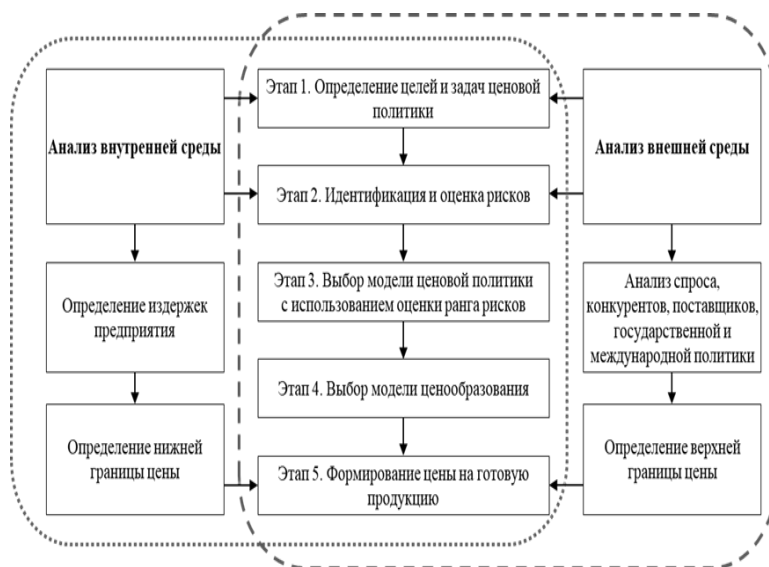 Этап 1. Определение целей и задач ценовой
политики
Анализ внутренней среды
Анализ внешней среды
Этап 2. Идентификация и оценка рисков
Определение издержек
предприятия
Этап 3. Выбор модели ценовой политики
с использованием оценки ранга рисков
Анализ спроса,
конкурентов, поставщиков,
государственной и
международной политики
Этап 4. Выбор модели ценообразования
Определение нижней
границы цены
Этап 5. Формирование цены на готовую
продукцию
Определение верхней
границы цены